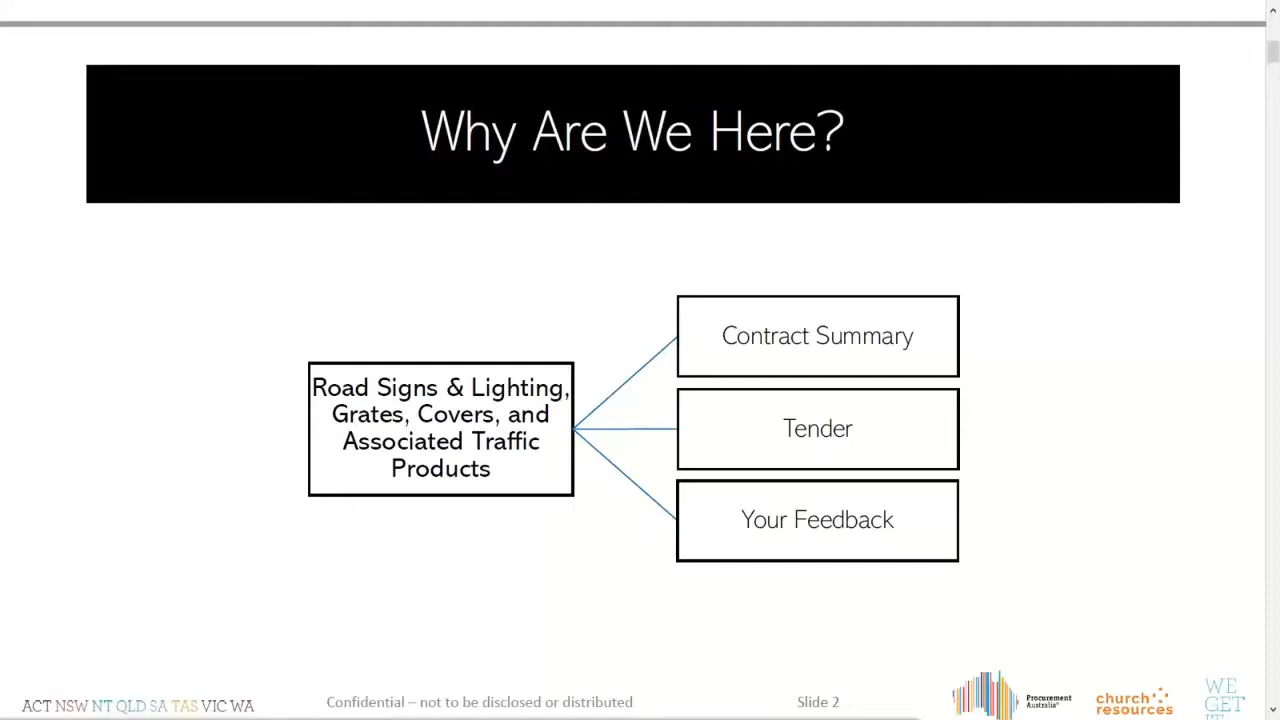 Why Are We Here?
Road Signs & Lighting,
Grates, Covers, and
Associated Traffic
Products
Contract Summary
Tender
Your Feedback
ACT NSW NT QLD SA TAS VIC WA
Confidential – not to be disclosed or distributed
Slide 2
Procurement
Australia
church
resources
WE
GET